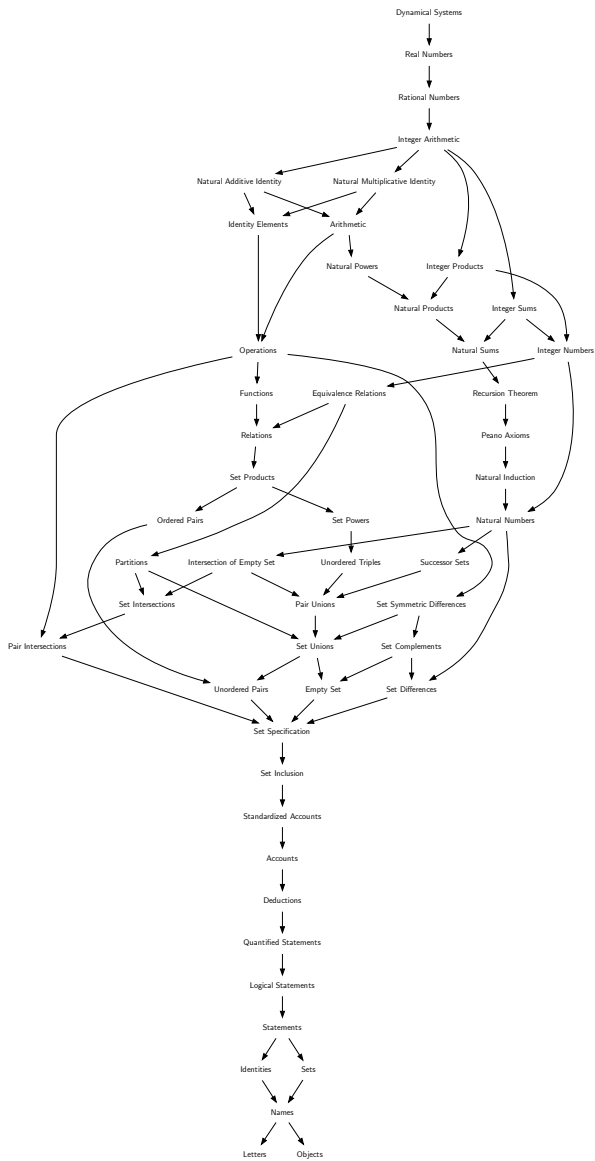 Dynamical Systems
Real Numbers
Rational Numbers
Integer Arithmetic
Natural Additive Identity
Natural Multiplicative Identity
Identity Elements
Arithmetic
Natural Powers
Integer Products
Natural Products
Integer Sums
Operations
Natural Sums
Integer Numbers
Functions
Equivalence Relations
Recursion Theorem
Relations
Peano Axioms
Set Products
Natural Induction
Ordered Pairs
Set Powers
Natural Numbers
Partitions
Intersection of Empty Set
Unordered Triples
Successor Sets
Set Intersections
Pair Unions
Set Symmetric Differences
Pair Intersections
Set Unions
Set Complements
Unordered Pairs
Empty Set
Set Differences
Set Specification
Set Inclusion
Standardized Accounts
Accounts
Deductions
Quantified Statements
Logical Statements
Statements
Identities
Sets
Names
Letters
Objects